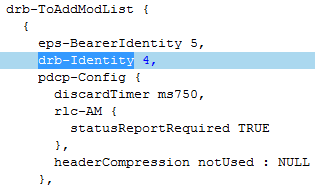 drb-ToAddModList {
{
eps-BearerIdentity 5,
drb-Identity 4,
pdcp-Config {
discardTimer ms750,
rlc-AM {
statusReportRequired TRUE
},
headerCompression notUsed : NULL
},